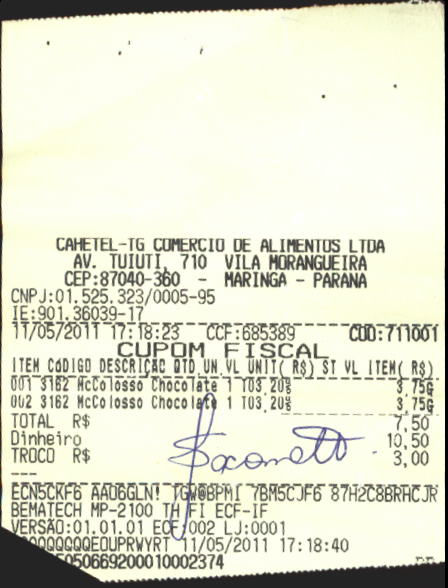 CAHETEL-TG COMERCIO DE ALIMENTOS LTDA
AV. TUIUTI, 710 VILA MORANGUEIRA
CEP:87040-360 - MARINGA - PARANA
CNPJ:01.525.323/0005-95
IE:901.36039-17
11/05/2011 17:18:23 CCF:685389 COO:711001
CUPOM FISCAL
ITEM CÓDIGO DESCRIÇÃO QTD UN VL UNIT( R$) ST VL ITEM( R$)
001 3162 McColosso Chocolate 1 T03,20% 3,75G
002 3162 McColosso Chocolate 1 T03,20% 3,75G
TOTAL R$ 7,50
Dinheiro 10,50
TROCO R$ 3,00
---
BEMATECH MP-2100 TH FI ECF-IF
VERSÃO:01.01.01 ECF:002 LJ:0001
QQQQQQQQEOUPRWYRT 11/05/2011 17:18:40